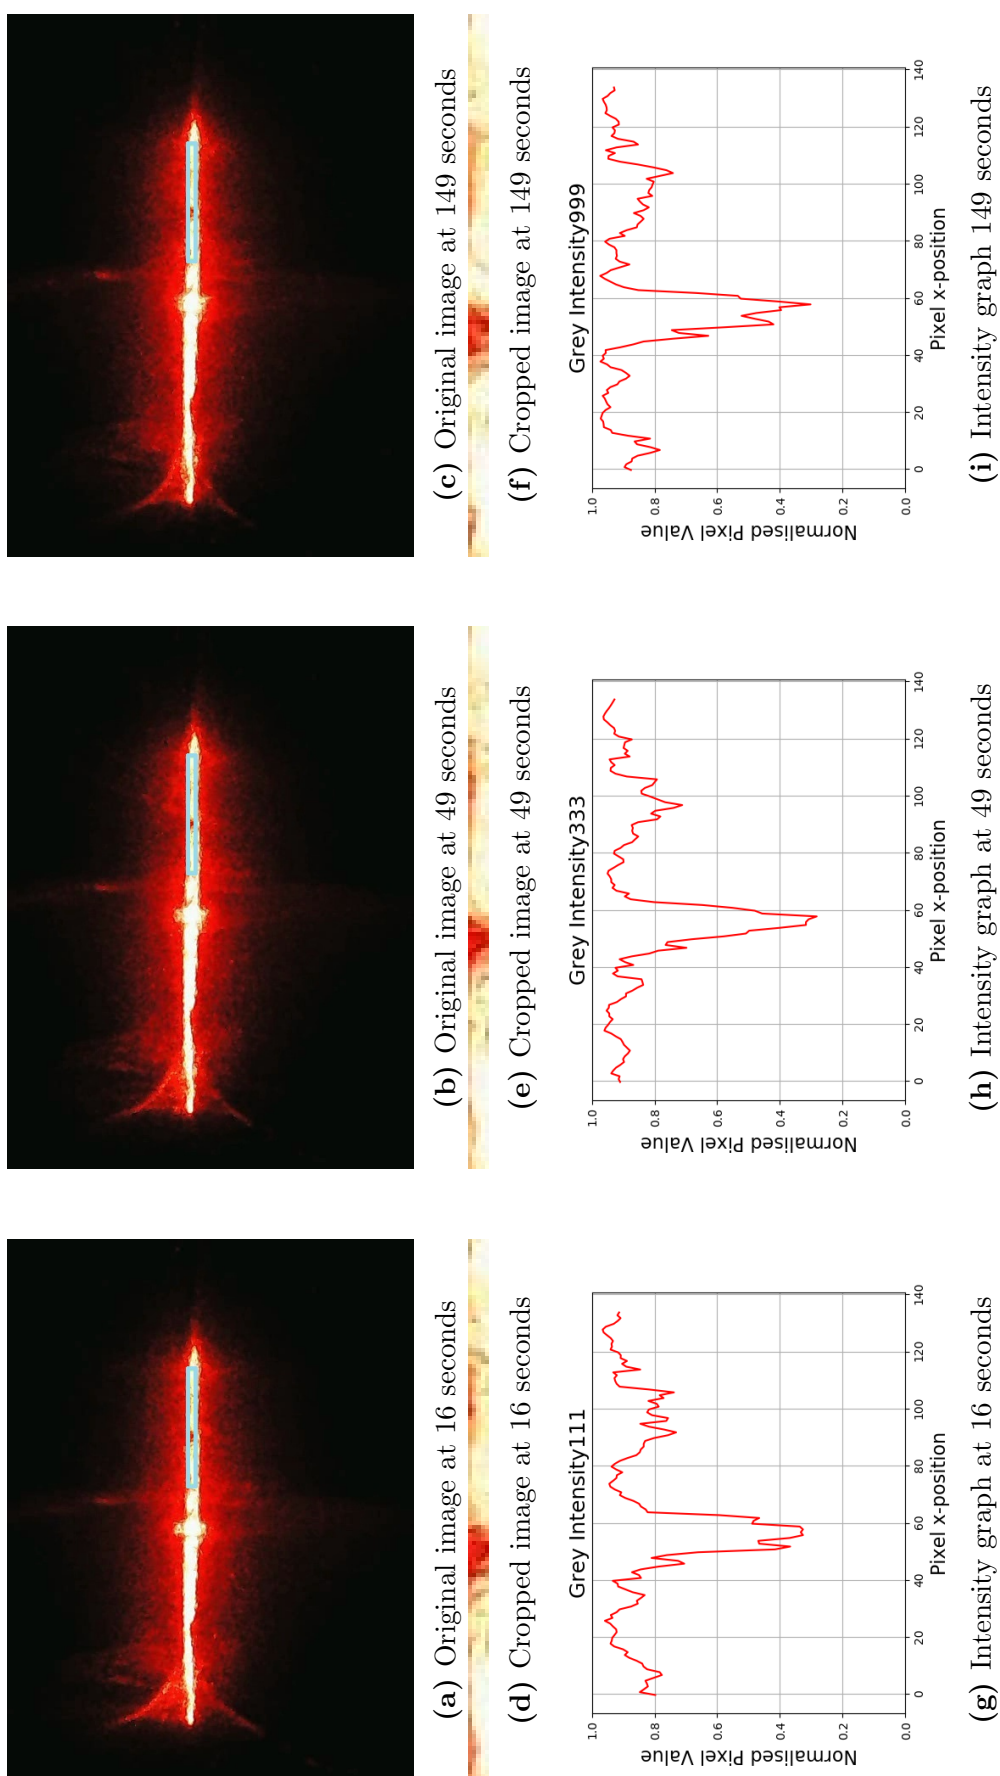 (a) Original image at 16 seconds
(b) Original image at 49 seconds
(c) Original image at 149 seconds
(d) Cropped image at 16 seconds
(e) Cropped image at 49 seconds
(f) Cropped image at 149 seconds
Grey Intensity111
Normalised Pixel Value
1.0
0.8
0.6
0.4
0.2
0.0
0 20 40 60 80 100 120 140
Pixel x-position
Grey Intensity333
Normalised Pixel Value
1.0
0.8
0.6
0.4
0.2
0.0
0 20 40 60 80 100 120 140
Pixel x-position
Grey Intensity999
Normalised Pixel Value
1.0
0.8
0.6
0.4
0.2
0.0
0 20 40 60 80 100 120 140
Pixel x-position
(g) Intensity graph at 16 seconds
(h) Intensity graph at 49 seconds
(i) Intensity graph 149 seconds